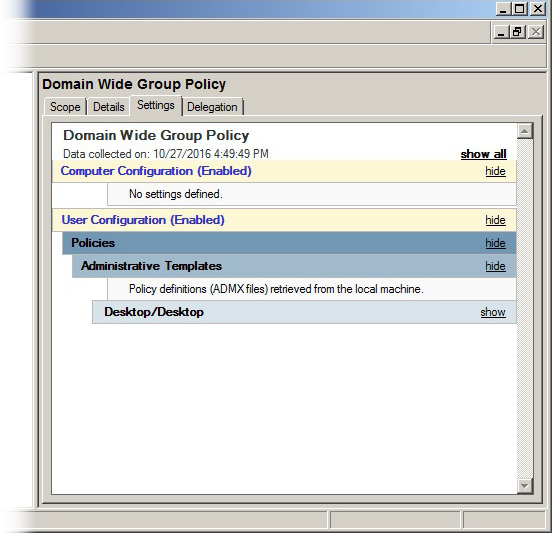 Domain Wide Group Policy
Scope Details Settings Delegation
Domain Wide Group Policy
Data collected on: 10/27/2016 4:49:49 PM show all
Computer Configuration (Enabled) hide
No settings defined.
User Configuration (Enabled) hide
Policies hide
Administrative Templates hide
Policy definitions (ADMX files) retrieved from the local machine.
Desktop/Desktop show